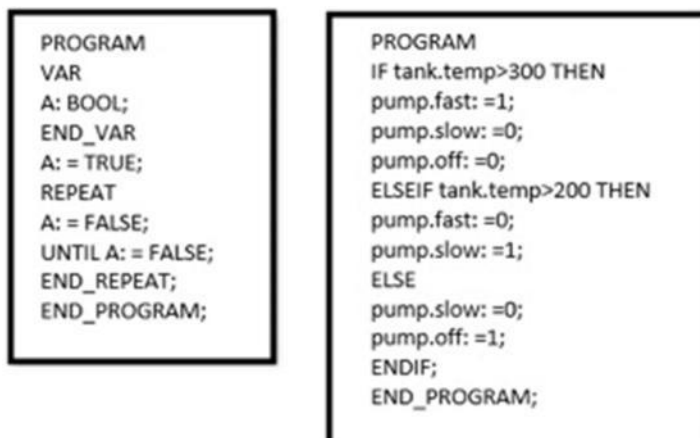 PROGRAM
VAR
A: BOOL;
END_VAR
A: = TRUE;
REPEAT
A: = FALSE;
UNTIL A: = FALSE;
END_REPEAT;
END_PROGRAM;
PROGRAM
IF tank.temp>300 THEN
pump.fast: =1;
pump.slow: =0;
pump.off: =0;
ELSEIF tank.temp>200 THEN
pump.fast: =0;
pump.slow: =1;
ELSE
pump.slow: =0;
pump.off: =1;
ENDIF;
END_PROGRAM;